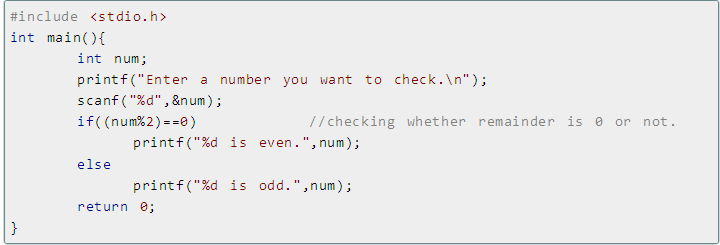 #include <stdio.h>
int main(){
int num;
printf("Enter a number you want to check.\n");
scanf("%d",&num);
if((num%2)==0) //checking whether remainder is 0 or not.
printf("%d is even.",num);
else
printf("%d is odd.",num);
return 0;
}